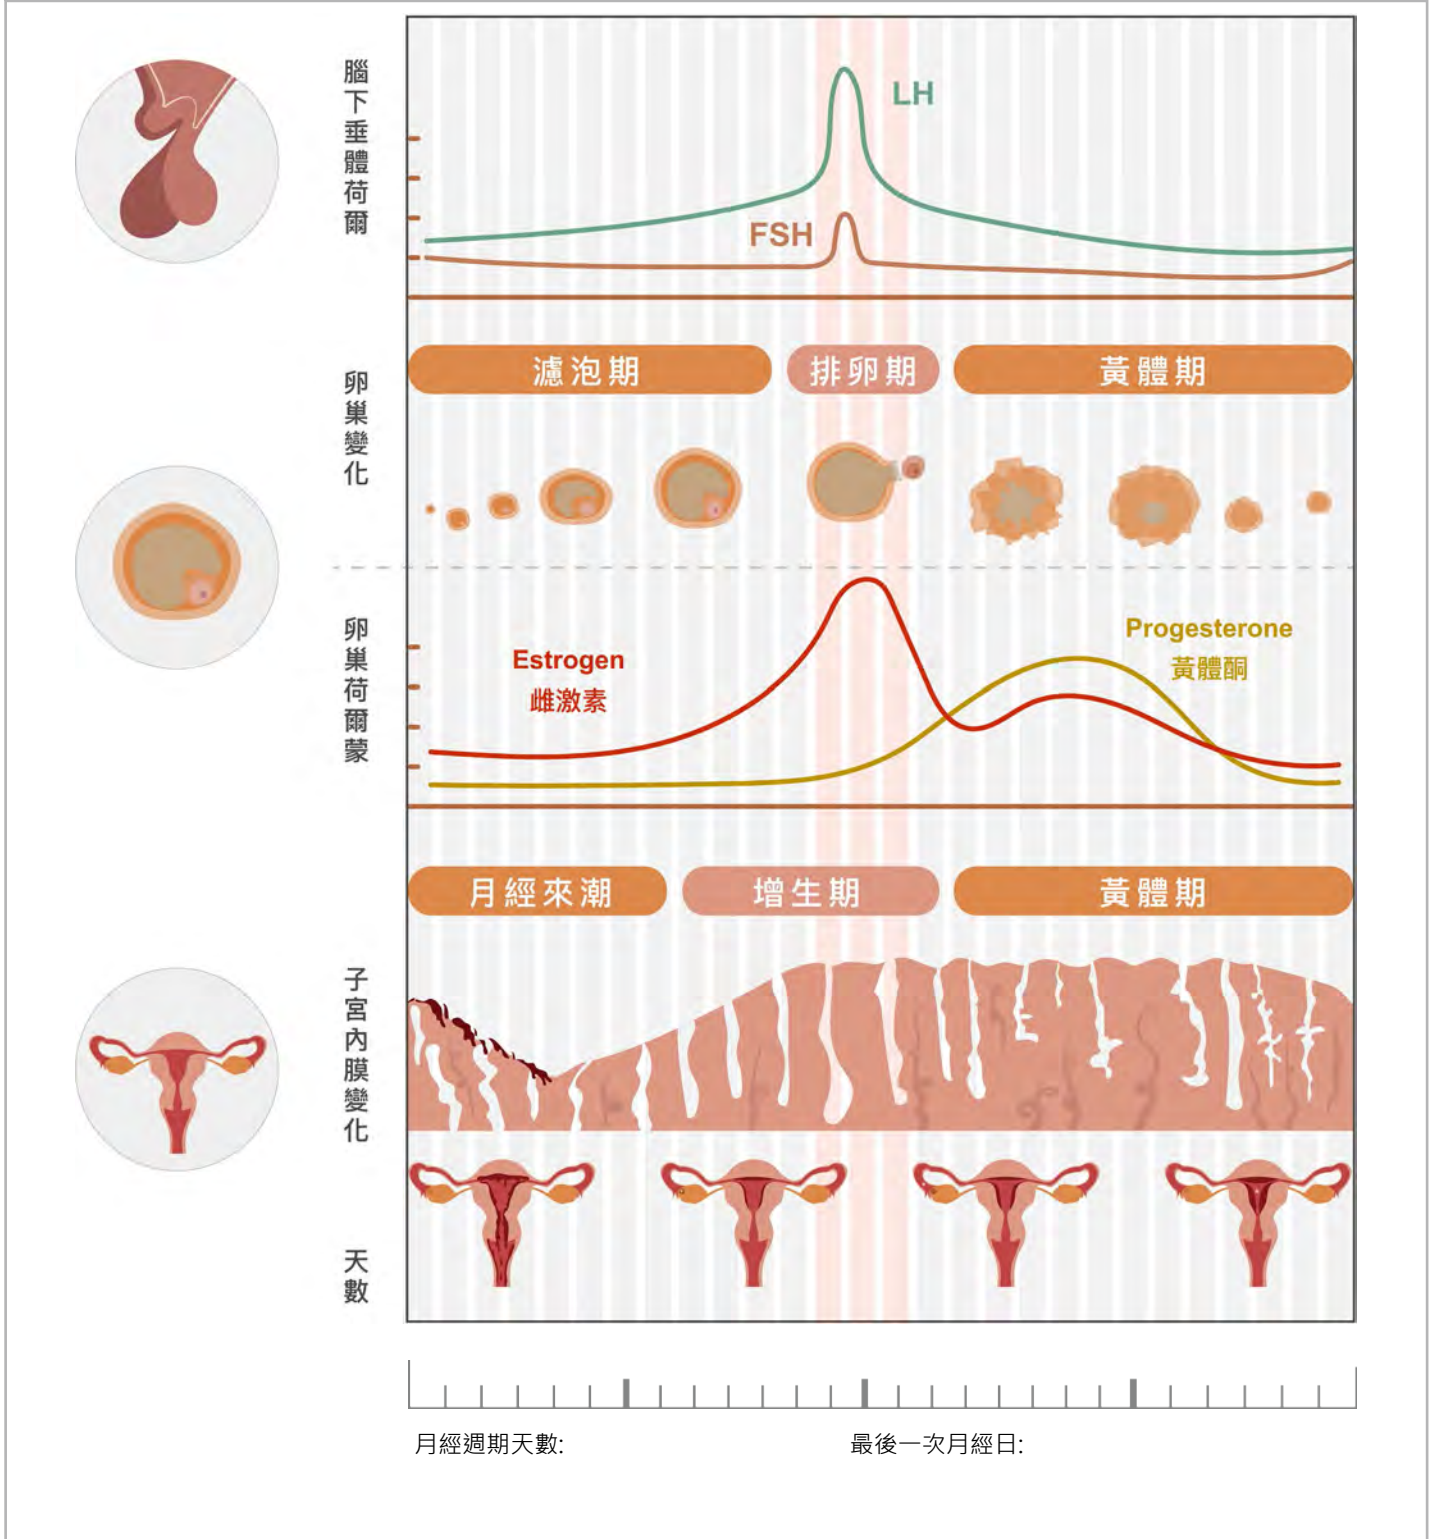 腦下垂體荷爾
LH
FSH
卵巢變化
濾泡期
排卵期
黃體期
卵巢荷爾蒙
Estrogen
雌激素
Progesterone
黃體酮
月經來潮
增生期
黃體期
子宮內膜變化
天數
月經週期天數:
最後一次月經日: